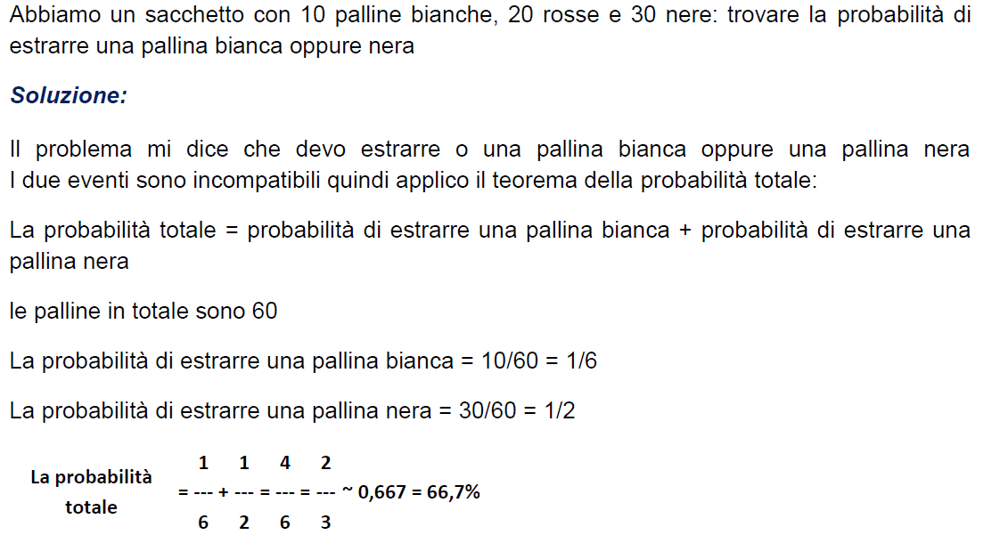 Abbiamo un sacchetto con 10 palline bianche, 20 rosse e 30 nere: trovare la probabilità di
estrarre una pallina bianca oppure nera
Soluzione:
Il problema mi dice che devo estrarre o una pallina bianca oppure una pallina nera
I due eventi sono incompatibili quindi applico il teorema della probabilità totale:
La probabilità totale = probabilità di estrarre una pallina bianca + probabilità di estrarre una
pallina nera
le palline in totale sono 60
La probabilità di estrarre una pallina bianca = 10/60 = 1/6
La probabilità di estrarre una pallina nera = 30/60 = 1/2
La probabilità
totale
1 1 4 2
= --- + --- = --- = --- ~ 0,667 = 66,7%
6 2 6 3